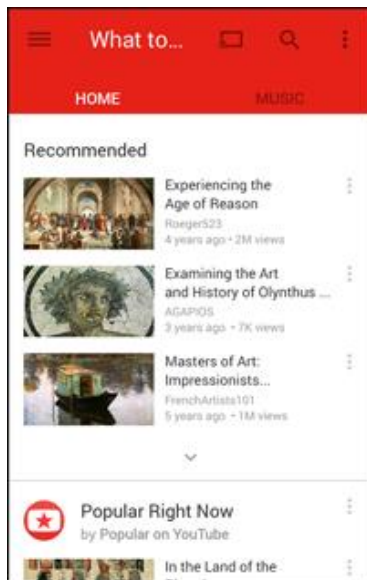 What to...
HOME
MUSIC
Recommended
Experiencing the
Age of Reason
Roeger523
4 years ago • 2M views
Examining the Art
and History of Olynthus ...
AGAPIOS
3 years ago • 7K views
Masters of Art:
Impressionists...
FrenchArtists101
5 years ago • 1M views
Popular Right Now
by Popular on YouTube
In the Land of the